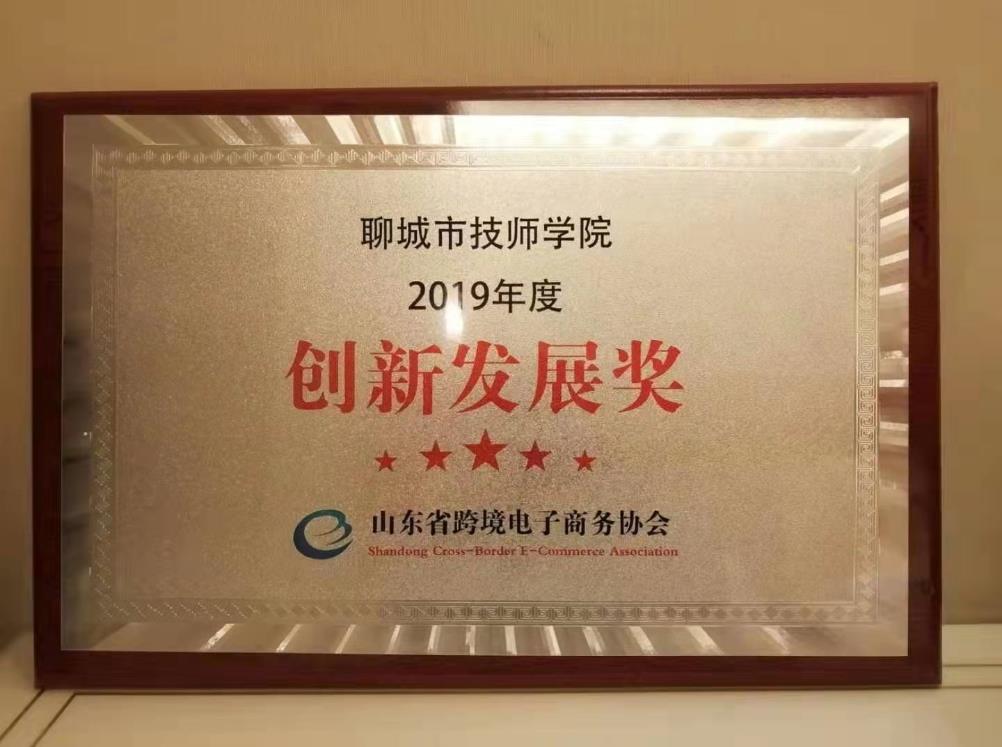 聊城市技师学院
2019年度
创新发展奖
山东省跨境电子商务协会
Shandong Cross-Border E-Commerce Association